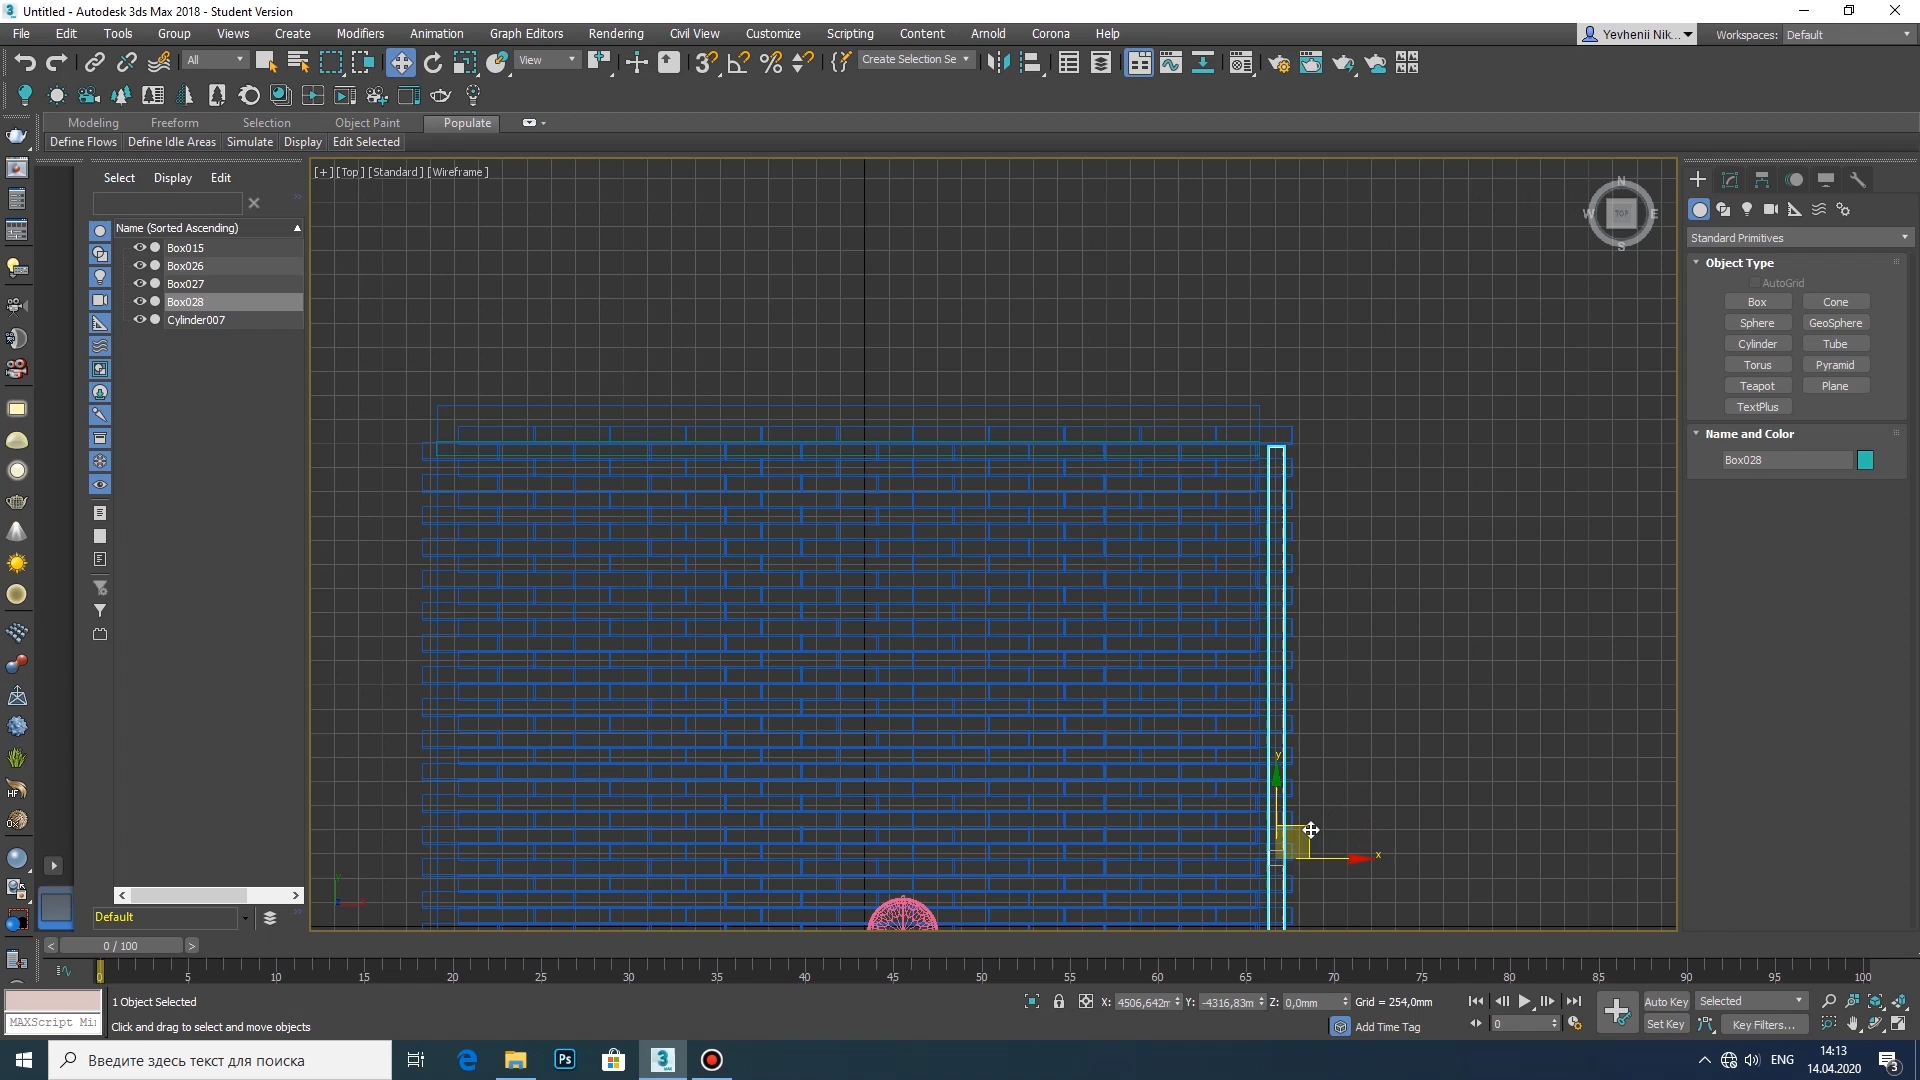 Untitled - Autodesk 3ds Max 2018 - Student Version
File Edit Tools Group Views Create Modifiers Animation Graph Editors Rendering Civil View Customize Scripting Content Arnold Corona Help
Yevhenii Nik... Workspaces: Default
All View Create Selection Se
Modeling Freeform Selection Object Paint Populate
Define Flows Define Idle Areas Simulate Display Edit Selected
Select Display Edit
[+][Top][Standard][Wireframe]
Name (Sorted Ascending)
Box015
Box026
Box027
Box028
Cylinder007
N
W TOP E
S
Standard Primitives
Object Type
AutoGrid
Box Cone
Sphere GeoSphere
Cylinder Tube
Torus Pyramid
Teapot Plane
TextPlus
Name and Color
Box028
y
x
Default
0 / 100
0 5 10 15 20 25 30 35 40 45 50 55 60 65 70 75 80 85 90 95 100
1 Object Selected
X: 4506,642m Y: -4316,83m Z: 0,0mm Grid = 254,0mm
Auto Key Selected
MAXScript Mi
Click and drag to select and move objects
Add Time Tag
0
Set Key Key Filters...
Введите здесь текст для поиска
Ps
3
ENG
14:13
14.04.2020
3